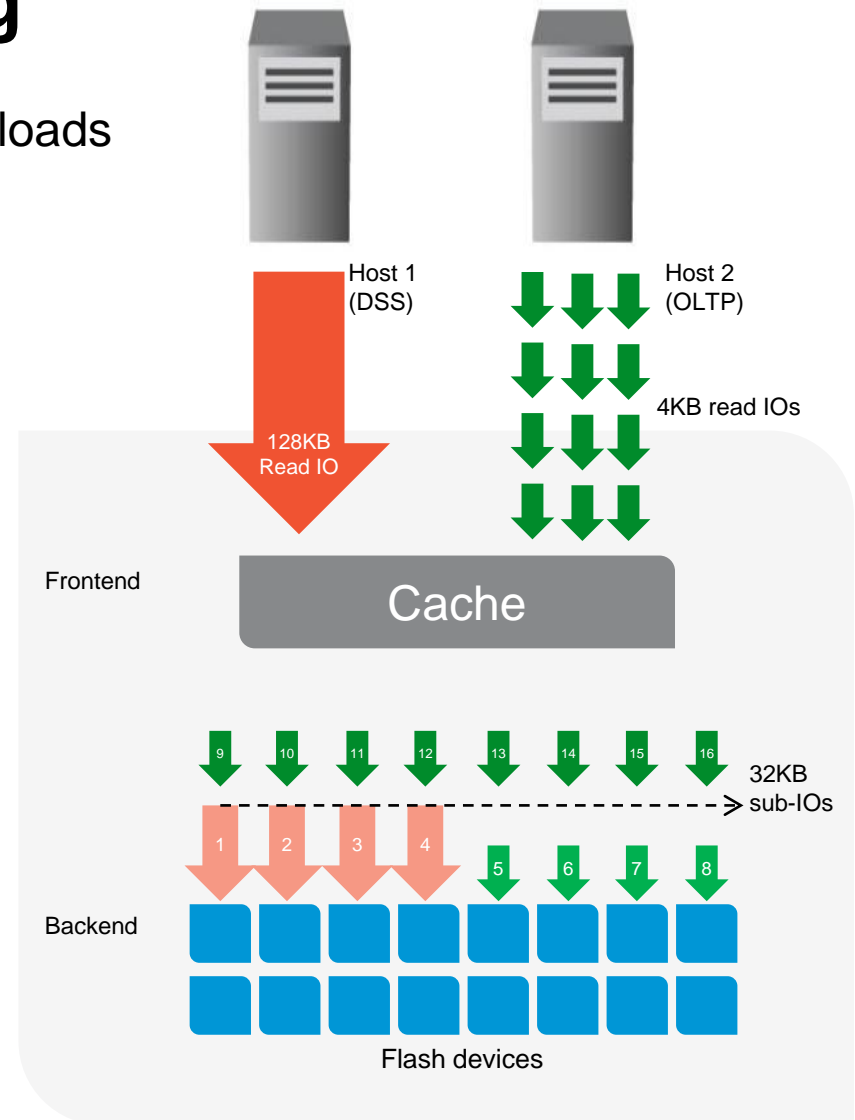 g
loads
Host 1
(DSS)
Host 2
(OLTP)
4KB read IOs
128KB
Read IO
Frontend
Cache
9 10 11 12 13 14 15 16
32KB
sub-IOs
1 2 3 4 5 6 7 8
Backend
Flash devices